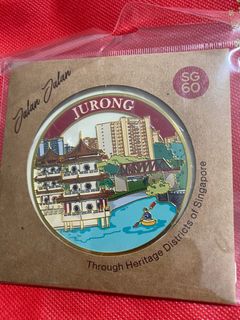 Jalan Jalan
SG
60
JURONG
Through Heritage Districts of Singapore